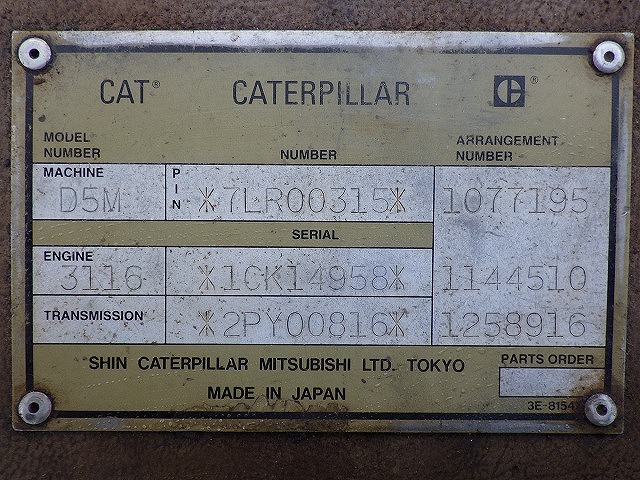 CAT® CATERPILLAR ®
MODEL NUMBER NUMBER ARRANGEMENT NUMBER
MACHINE D5M PIN *7LR00315* 1077195
SERIAL
ENGINE 3116 *1CK14958* 1144510
TRANSMISSION *2PY00816* 1258916
SHIN CATERPILLAR MITSUBISHI LTD. TOKYO PARTS ORDER
MADE IN JAPAN
3E-8154